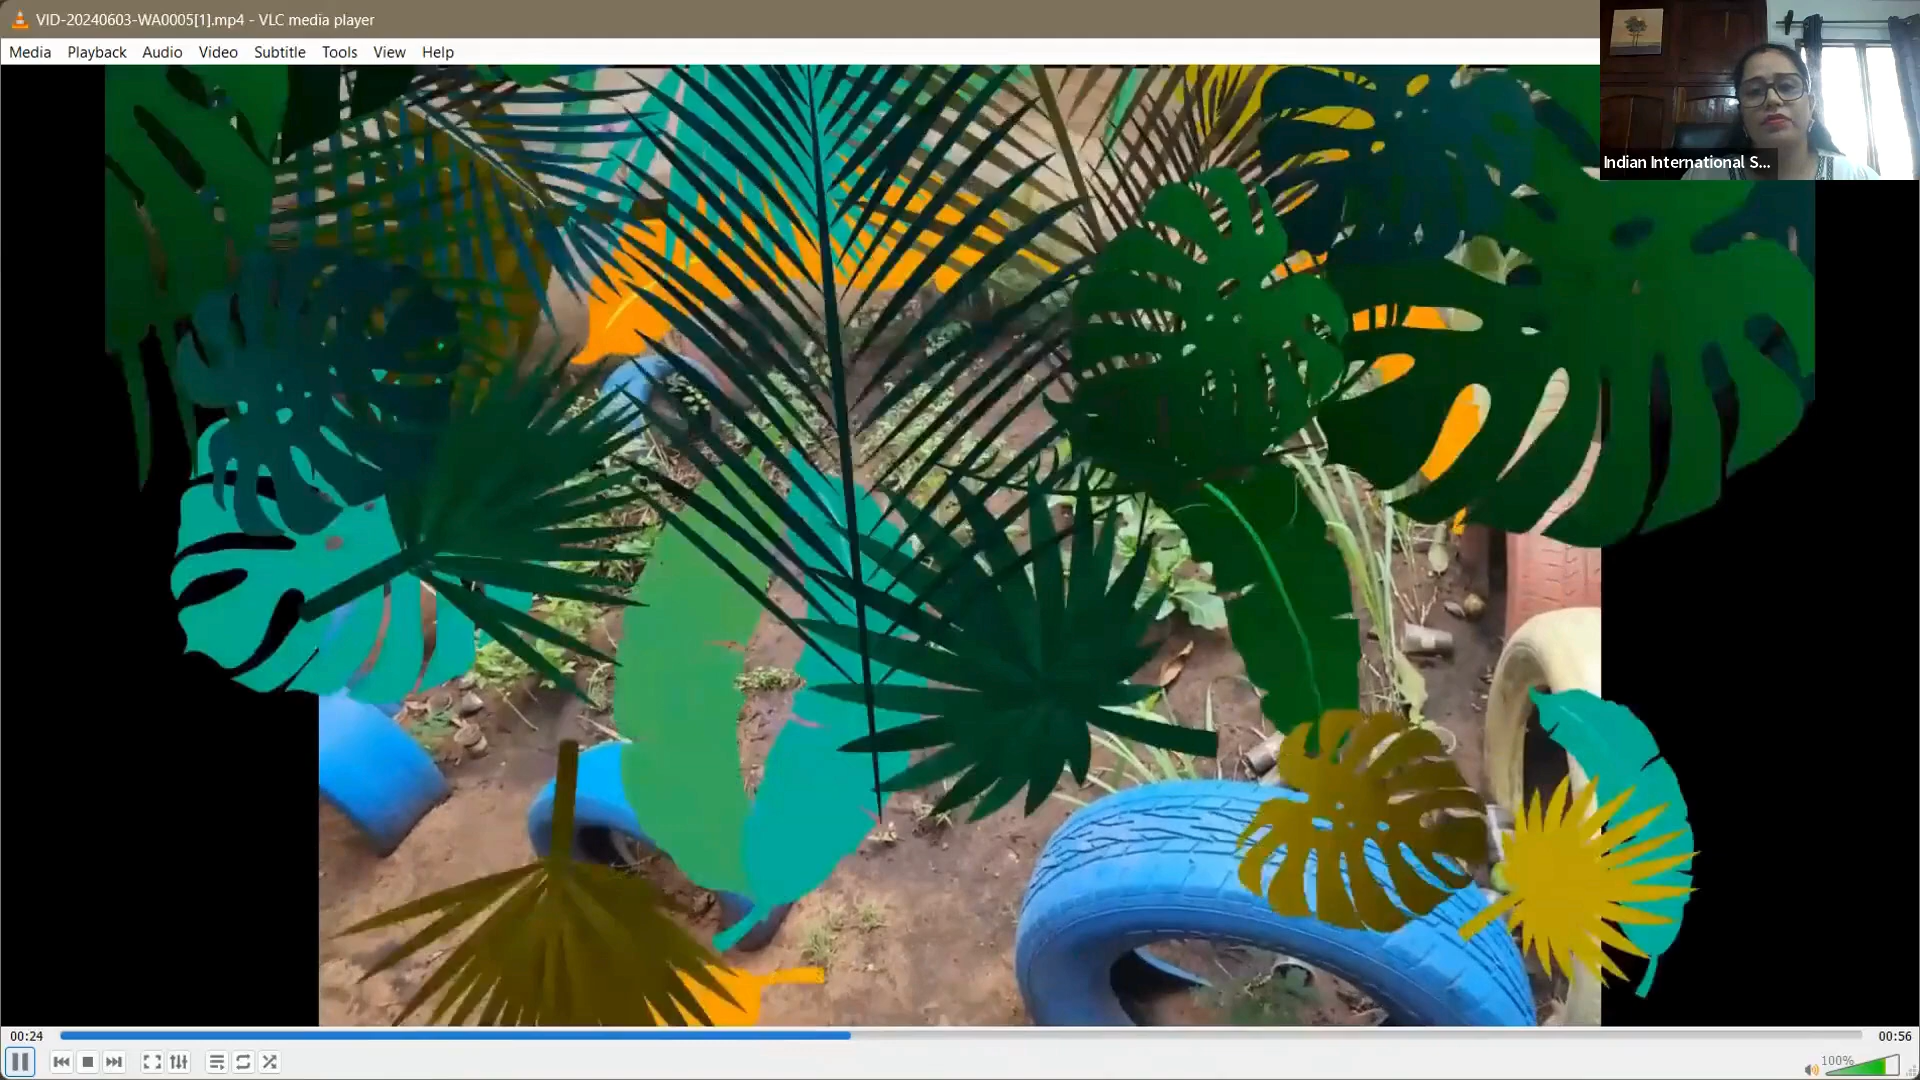 VID-20240603-WA0005[1].mp4 - VLC media player
Media Playback Audio Video Subtitle Tools View Help
Indian International S...
00:24
00:56
100%